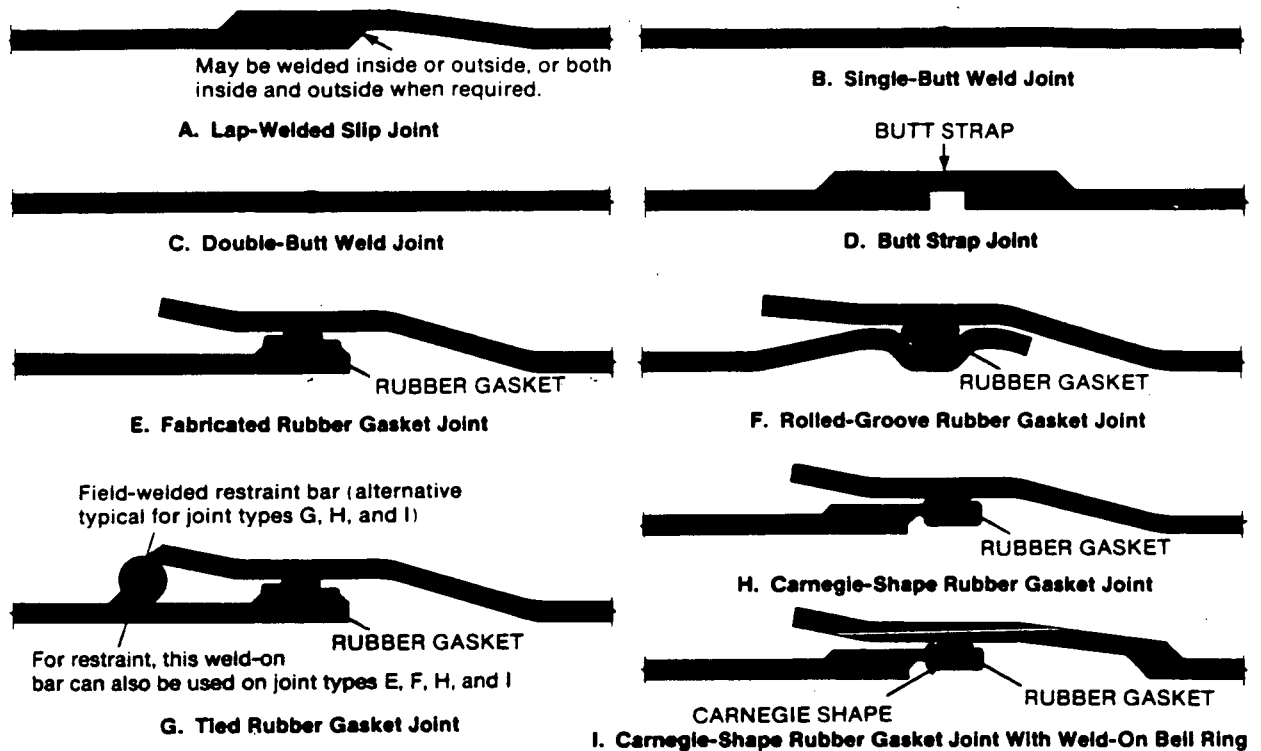 May be welded inside or outside, or both
inside and outside when required.
A. Lap-Welded Slip Joint
B. Single-Butt Weld Joint
C. Double-Butt Weld Joint
BUTT STRAP
D. Butt Strap Joint
RUBBER GASKET
E. Fabricated Rubber Gasket Joint
RUBBER GASKET
F. Rolled-Groove Rubber Gasket Joint
Field-welded restraint bar (alternative
typical for joint types G, H, and I)
RUBBER GASKET
For restraint, this weld-on
bar can also be used on joint types E, F, H, and I
G. Tied Rubber Gasket Joint
RUBBER GASKET
H. Carnegie-Shape Rubber Gasket Joint
RUBBER GASKET
CARNEGIE SHAPE
I. Carnegie-Shape Rubber Gasket Joint With Weld-On Bell Ring